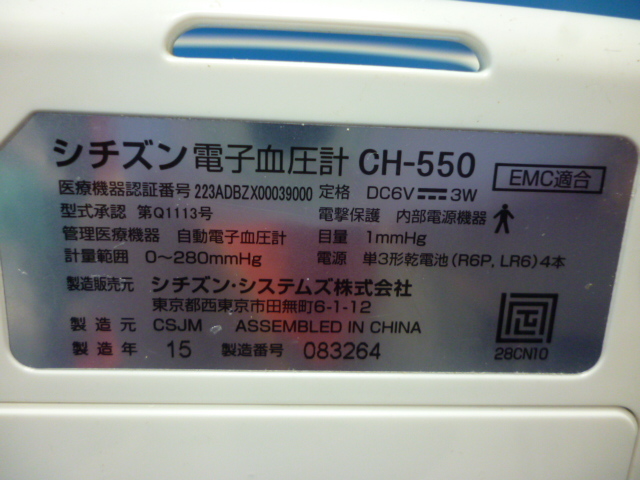 シチズン電子血圧計 CH-550 EMC適合
医療機器認証番号 223ADBZX00039000 定格 DC6V 3W
型式承認 第Q1113号 電撃保護 内部電源機器
管理医療機器 自動電子血圧計 目量 1mmHg
計量範囲 0～280mmHg 電源 単3形乾電池(R6P, LR6)4本
製造販売元 シチズン・システムズ株式会社
東京都西東京市田無町6-1-12
製造元 CSJM ASSEMBLED IN CHINA
製造年 15 製造番号 083264
正
28CN10